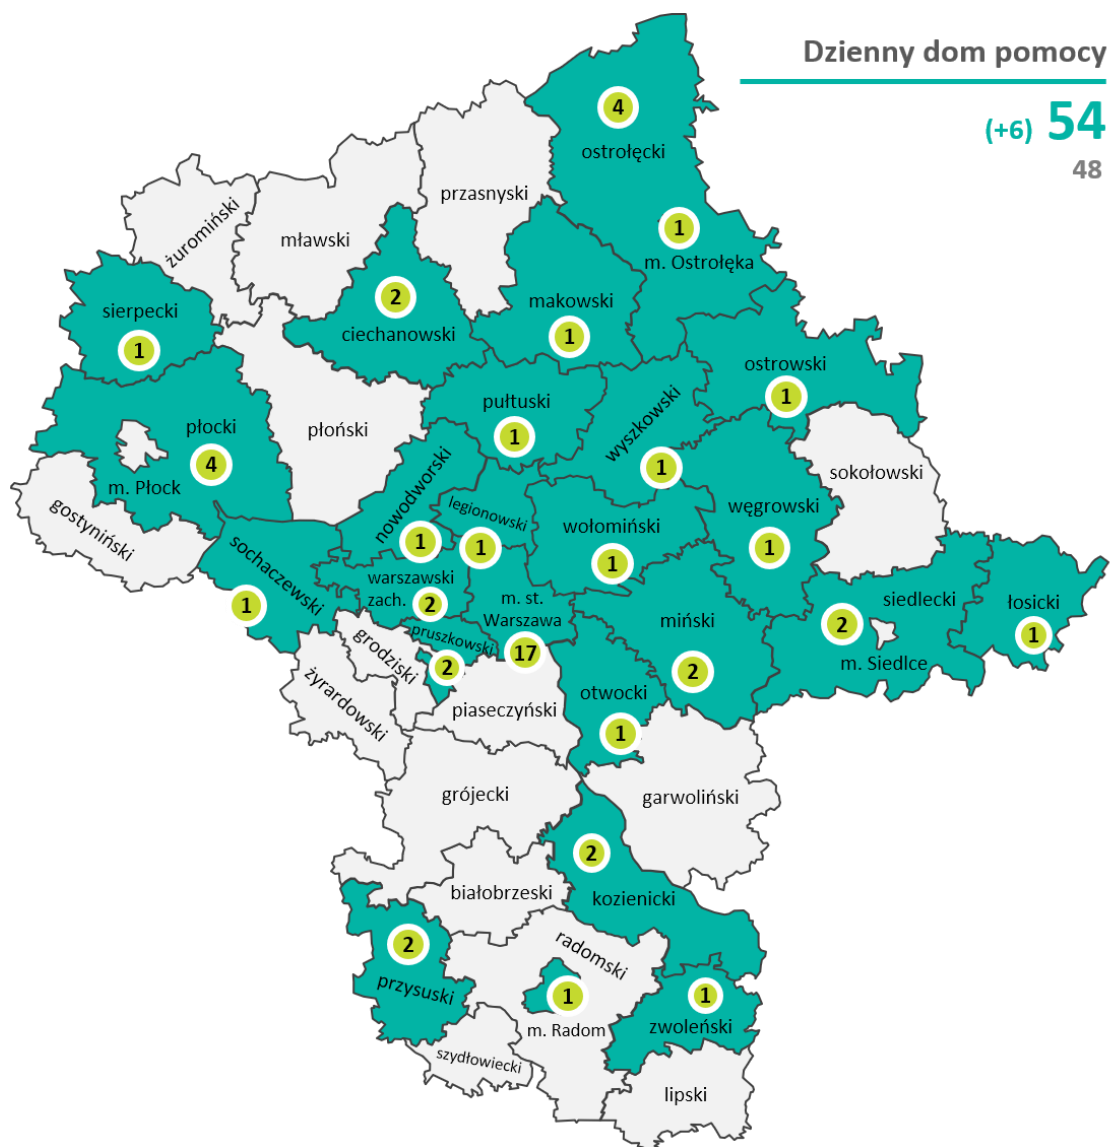 Dzienny dom pomocy
(+6) 54
48
4
ostrołęcki
przasnyski
żuromiński
mławski
1
m. Ostrołęka
sierpecki
1
2
ciechanowski
makowski
1
ostrowski
1
płocki
4
m. Płock
płoński
pułtuski
1
wyszkowski
1
sokołowski
gostyniński
nowodworski
1
legionowski
1
wołomiński
1
węgrowski
1
sochaczewski
1
warszawski
zach.
2
m. st.
Warszawa
17
miński
2
siedlecki
2
m. Siedlce
łosicki
1
pruszkowski
2
grodziski
żyrardowski
piaseczyński
otwocki
1
grójecki
garwoliński
2
kozienicki
białobrzeski
2
przysuski
radomski
1
m. Radom
1
zwoleński
szydłowiecki
lipski